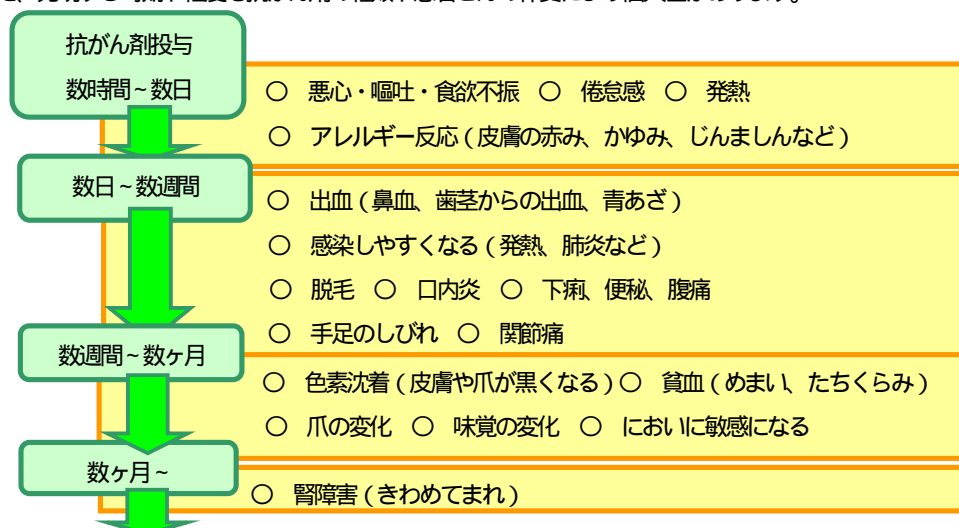 抗がん剤投与
数時間~数日
○ 悪心・嘔吐・食欲不振 ○ 倦怠感 ○ 発熱
○ アレルギー反応(皮膚の赤み、かゆみ、じんましんなど)
数日~数週間
○ 出血(鼻血、歯茎からの出血、青あざ)
○ 感染しやすくなる(発熱、肺炎など)
○ 脱毛 ○ 口内炎 ○ 下痢、便秘、腹痛
○ 手足のしびれ ○ 関節痛
数週間~数ヶ月
○ 色素沈着(皮膚や爪が黒くなる)○ 貧血(めまい、たちくらみ)
○ 爪の変化 ○ 味覚の変化 ○ においに敏感になる
数ヶ月~
○ 腎障害(きわめてまれ)